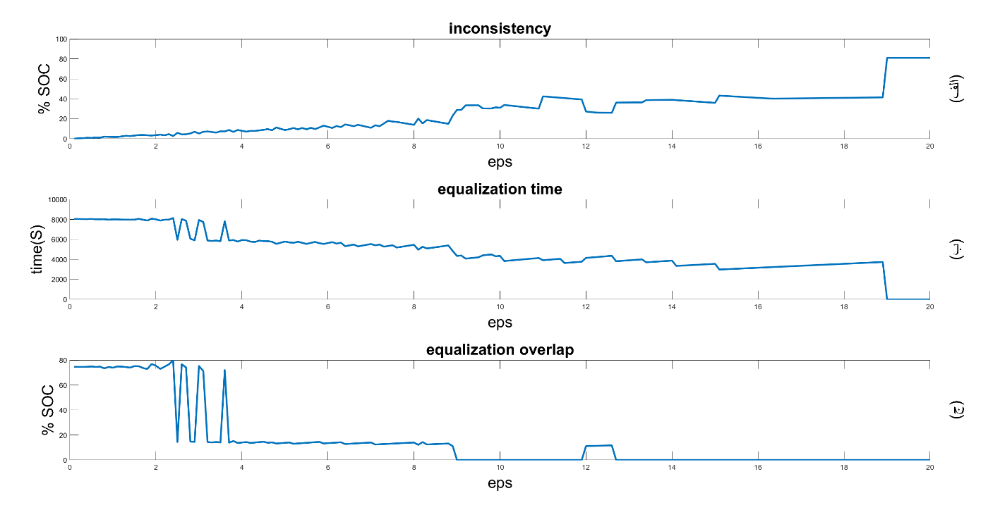 inconsistency
100
80
60
40
20
0
% SOC
0 2 4 6 8 10 12 14 16 18 20
eps
(الف)
equalization time
10000
8000
6000
4000
2000
0
time(S)
0 2 4 6 8 10 12 14 16 18 20
eps
(ب)
equalization overlap
80
60
40
20
0
% SOC
0 2 4 6 8 10 12 14 16 18 20
eps
(ج)